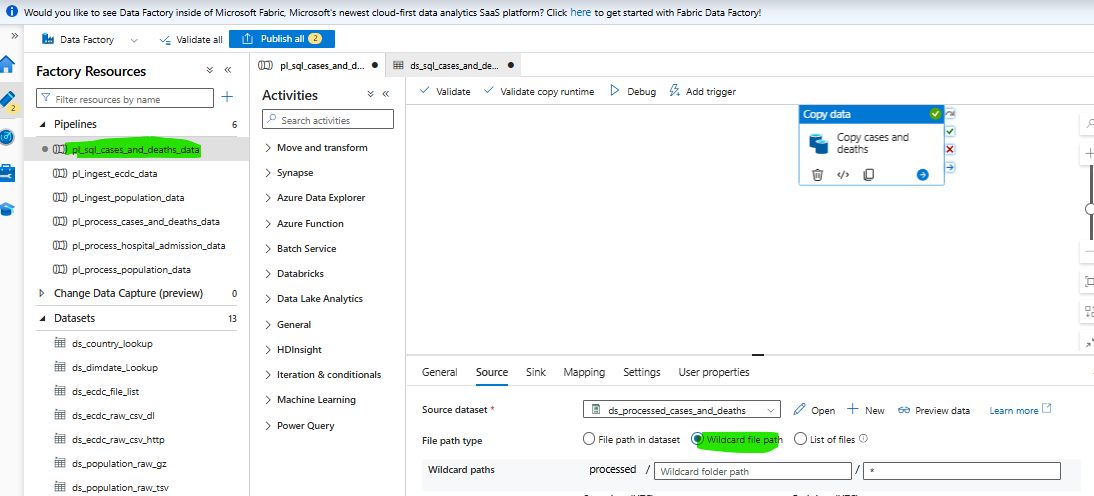 Would you like to see Data Factory inside of Microsoft Fabric, Microsoft's newest cloud-first data analytics SaaS platform? Click here to get started with Fabric Data Factory!
Data Factory Validate all Publish all 2
2
Factory Resources
Filter resources by name
Pipelines 6
pl_sql_cases_and_deaths_data
pl_ingest_ecdc_data
pl_ingest_population_data
pl_process_cases_and_deaths_data
pl_process_hospital_admission_data
pl_process_population_data
Change Data Capture (preview) 0
Datasets 13
ds_country_lookup
ds_dimdate_Lookup
ds_ecdc_file_list
ds_ecdc_raw_csv_dl
ds_ecdc_raw_csv_http
ds_population_raw_gz
ds_population_raw_tsv
pl_sql_cases_and_d...
ds_sql_cases_and_de...
Activities
Search activities
Move and transform
Synapse
Azure Data Explorer
Azure Function
Batch Service
Databricks
Data Lake Analytics
General
HDInsight
Iteration & conditionals
Machine Learning
Power Query
Validate Validate copy runtime Debug Add trigger
Copy data
Copy cases and
deaths
General Source Sink Mapping Settings User properties
Source dataset * ds_processed_cases_and_deaths Open New Preview data Learn more
File path type File path in dataset Wildcard file path List of files
Wildcard paths processed / Wildcard folder path / *